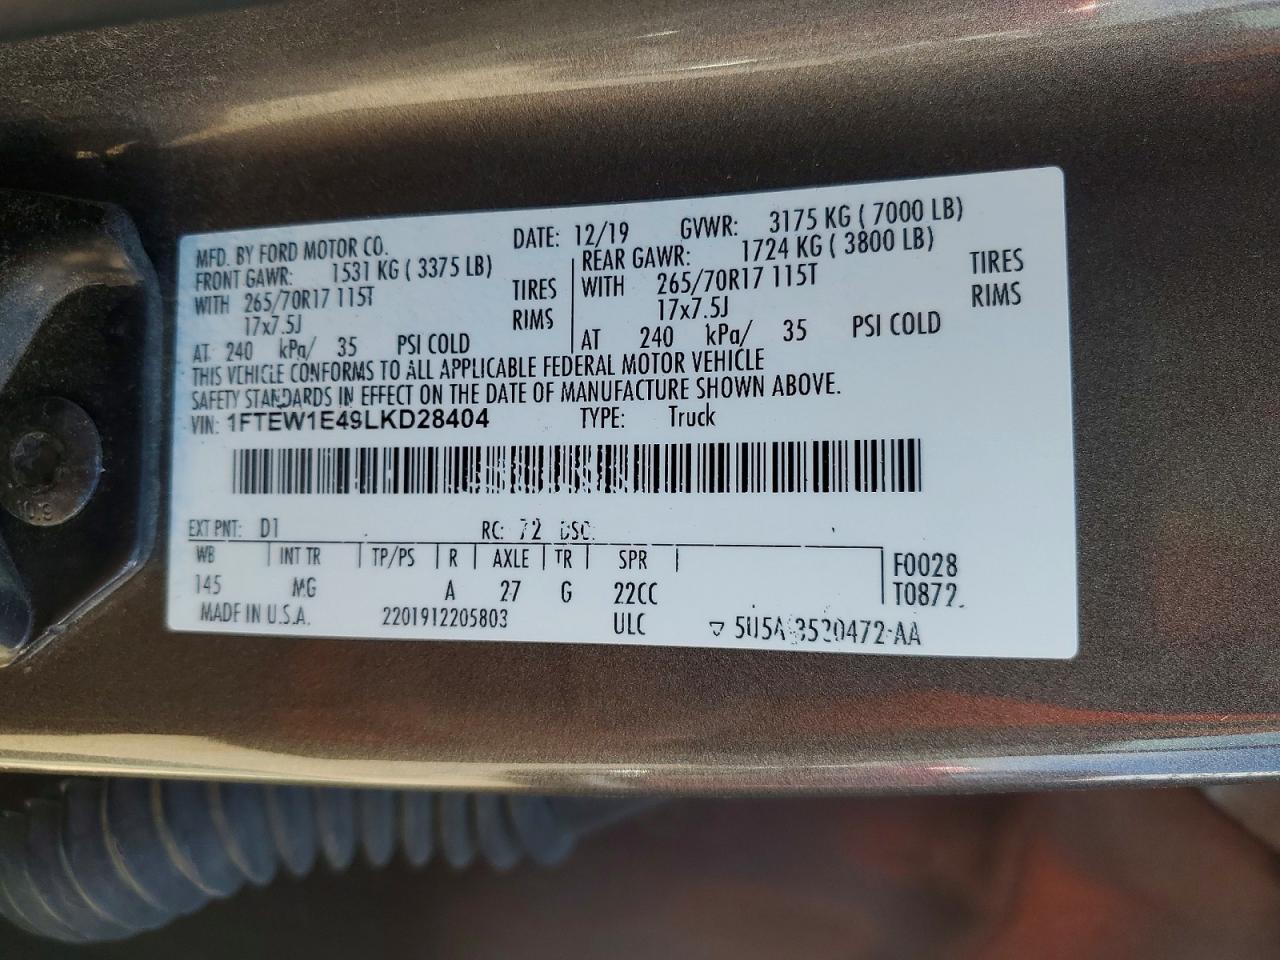 MFD. BY FORD MOTOR CO. DATE: 12/19 GVWR: 3175 KG ( 7000 LB)
FRONT GAWR: 1531 KG ( 3375 LB) REAR GAWR: 1724 KG ( 3800 LB)
WITH 265/70R17 115T TIRES WITH 265/70R17 115T TIRES
17x7.5J RIMS 17x7.5J RIMS
AT 240 kPa/ 35 PSI COLD AT 240 kPa/ 35 PSI COLD
THIS VEHICLE CONFORMS TO ALL APPLICABLE FEDERAL MOTOR VEHICLE
SAFETY STANDARDS IN EFFECT ON THE DATE OF MANUFACTURE SHOWN ABOVE.
VIN: 1FTEW1E49LKD28404 TYPE: Truck
EXT PNT: D1 RC: 72 DSO:
WB INT TR TP/PS R AXLE TR SPR F0028
145 MG A 27 G 22CC T0872
MADE IN U.S.A. 2201912205803 ULC